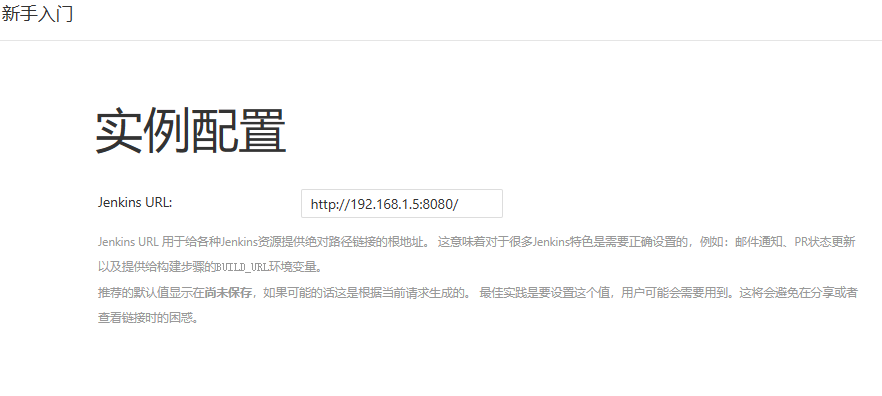 新手入门
实例配置
Jenkins URL: http://192.168.1.5:8080/
Jenkins URL 用于给各种Jenkins资源提供绝对路径链接的根地址。 这意味着对于很多Jenkins特色是需要正确设置的，例如：邮件通知、PR状态更新
以及提供给构建步骤的BUILD_URL环境变量。
推荐的默认值显示在尚未保存，如果可能的话这是根据当前请求生成的。 最佳实践是要设置这个值，用户可能会需要用到。这将会避免在分享或者
查看链接时的困惑。